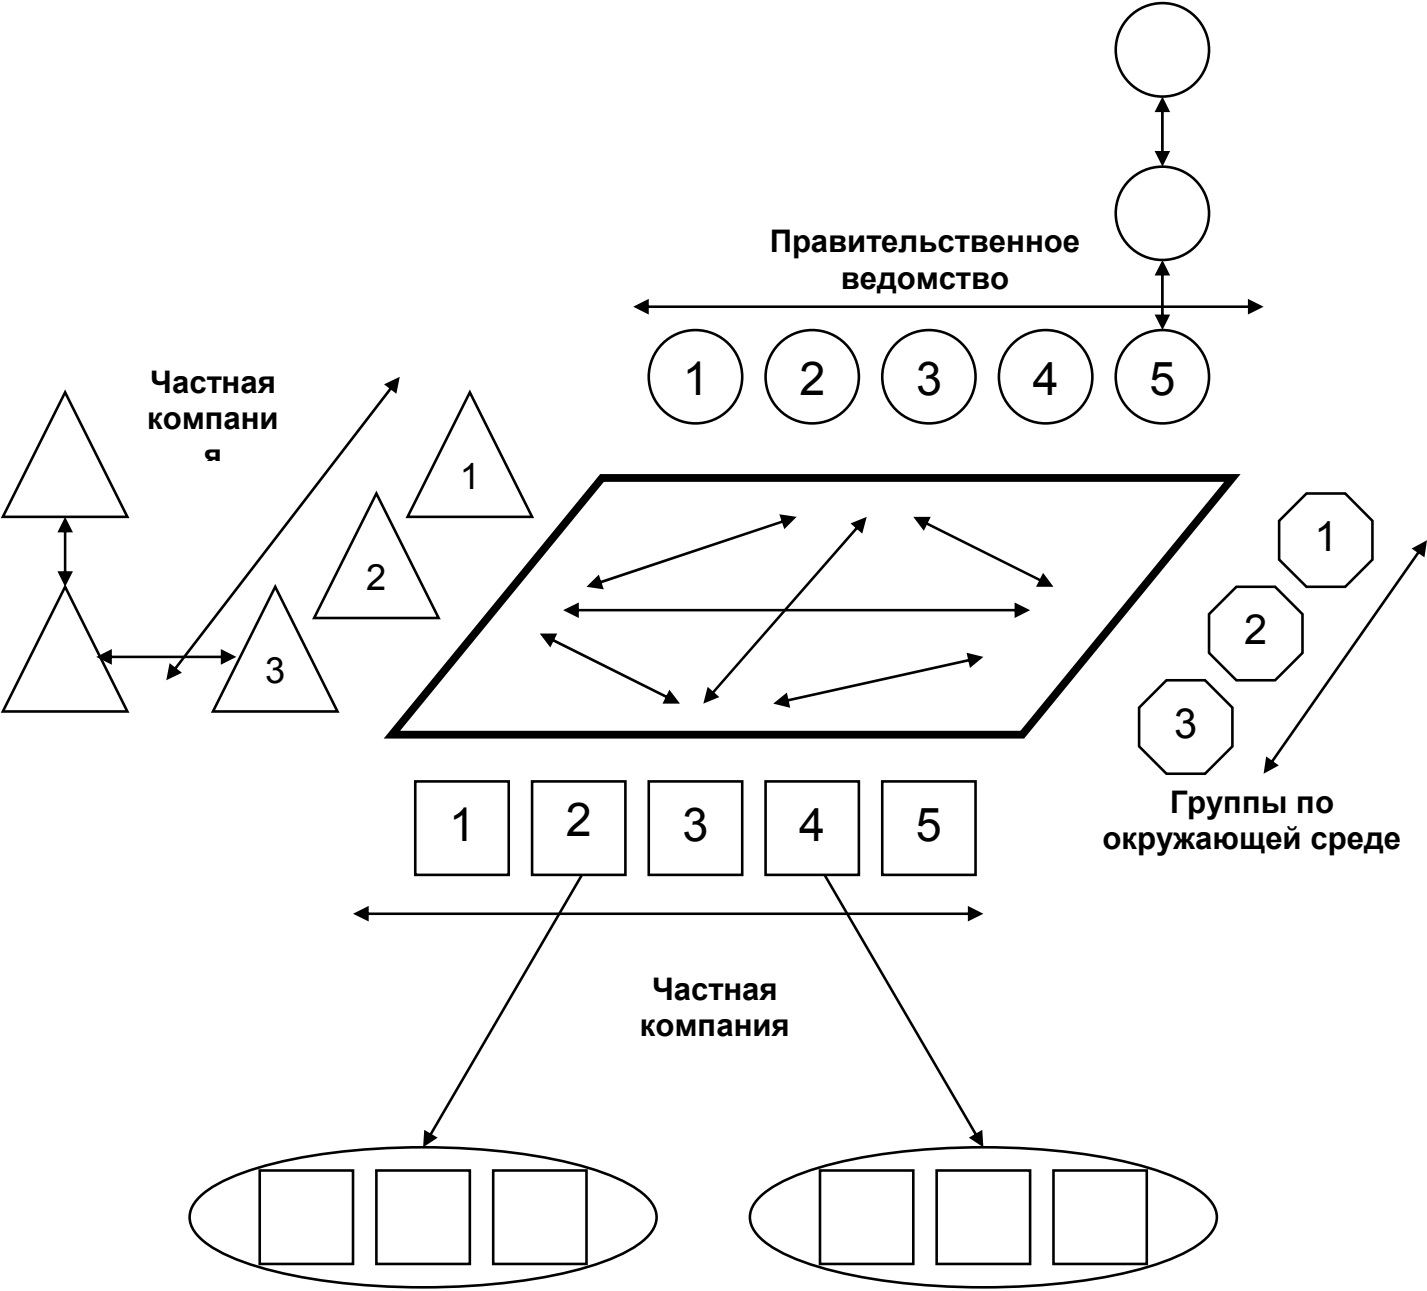 Правительственное
ведомство
1 2 3 4 5
Частная
компани
я
1
2
3
1
2
3
Группы по
окружающей среде
1 2 3 4 5
Частная
компания